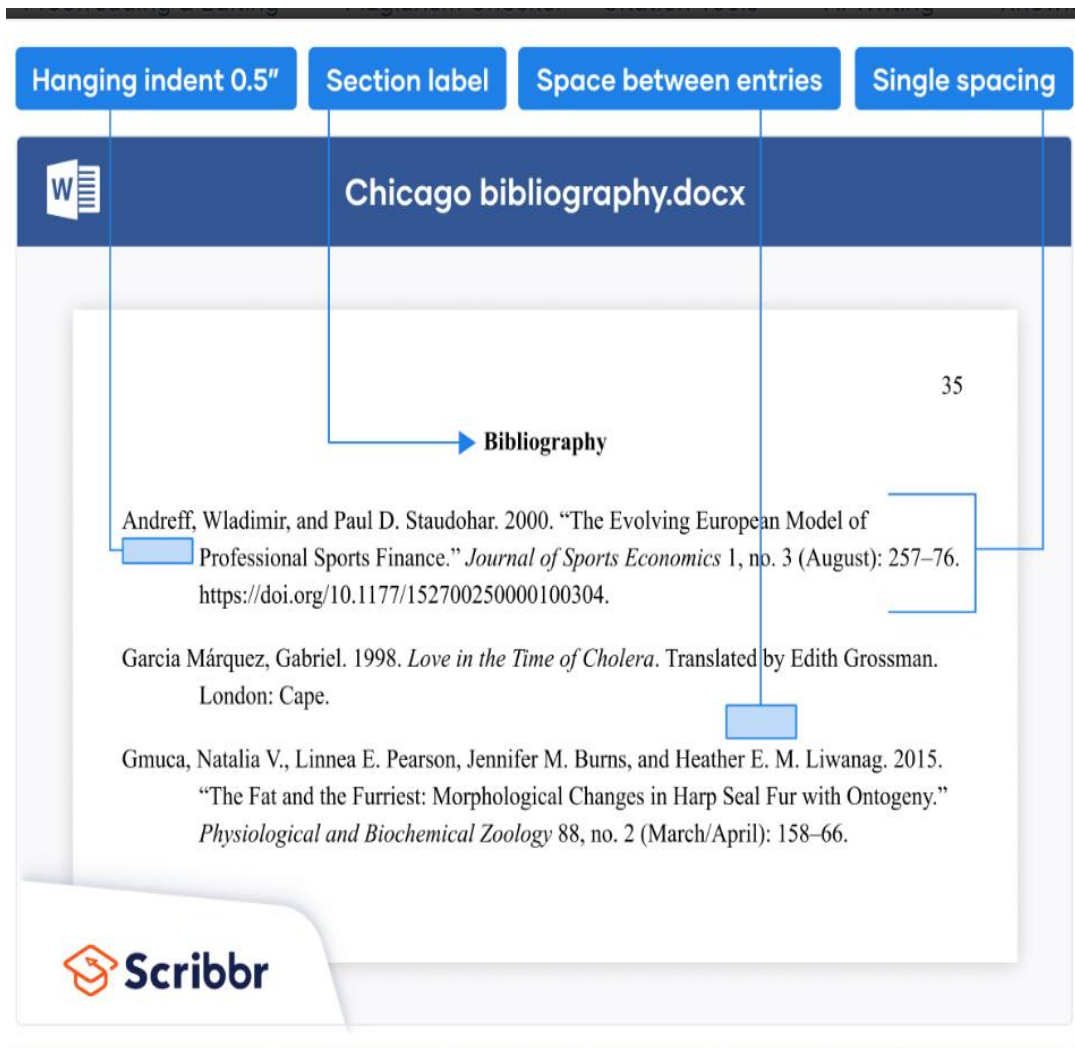 Hanging indent 0.5″
Section label
Space between entries
Single spacing
W
Chicago bibliography.docx
35
Bibliography
Andreff, Wladimir, and Paul D. Staudohar. 2000. “The Evolving European Model of
Professional Sports Finance.” Journal of Sports Economics 1, no. 3 (August): 257–76.
https://doi.org/10.1177/152700250000100304.
Garcia Márquez, Gabriel. 1998. Love in the Time of Cholera. Translated by Edith Grossman.
London: Cape.
Gmuca, Natalia V., Linnea E. Pearson, Jennifer M. Burns, and Heather E. M. Liwanag. 2015.
“The Fat and the Furriest: Morphological Changes in Harp Seal Fur with Ontogeny.”
Physiological and Biochemical Zoology 88, no. 2 (March/April): 158–66.
Scribbr